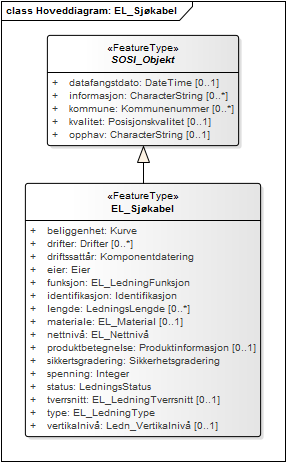 class Hoveddiagram: EL_Sjøkabel
«FeatureType»
SOSI_Objekt
+ datafangstdato: DateTime [0..1]
+ informasjon: CharacterString [0..*]
+ kommune: Kommunenummer [0..*]
+ kvalitet: Posisjonskvalitet [0..1]
+ opphav: CharacterString [0..1]
«FeatureType»
EL_Sjøkabel
+ beliggenhet: Kurve
+ drifter: Drifter [0..*]
+ driftssattår: Komponentdatering
+ eier: Eier
+ funksjon: EL_LedningFunksjon
+ identifikasjon: Identifikasjon
+ lengde: LedningsLengde [0..*]
+ materiale: EL_Material [0..1]
+ nettnivå: EL_Nettnivå
+ produktbetegnelse: Produktinformasjon [0..1]
+ sikkertsgradering: Sikkerhetsgradering
+ spenning: Integer
+ status: LedningsStatus
+ tverrsnitt: EL_LedningTverrsnitt [0..1]
+ type: EL_LedningType
+ vertikalnivå: Ledn_Vertikalnivå [0..1]